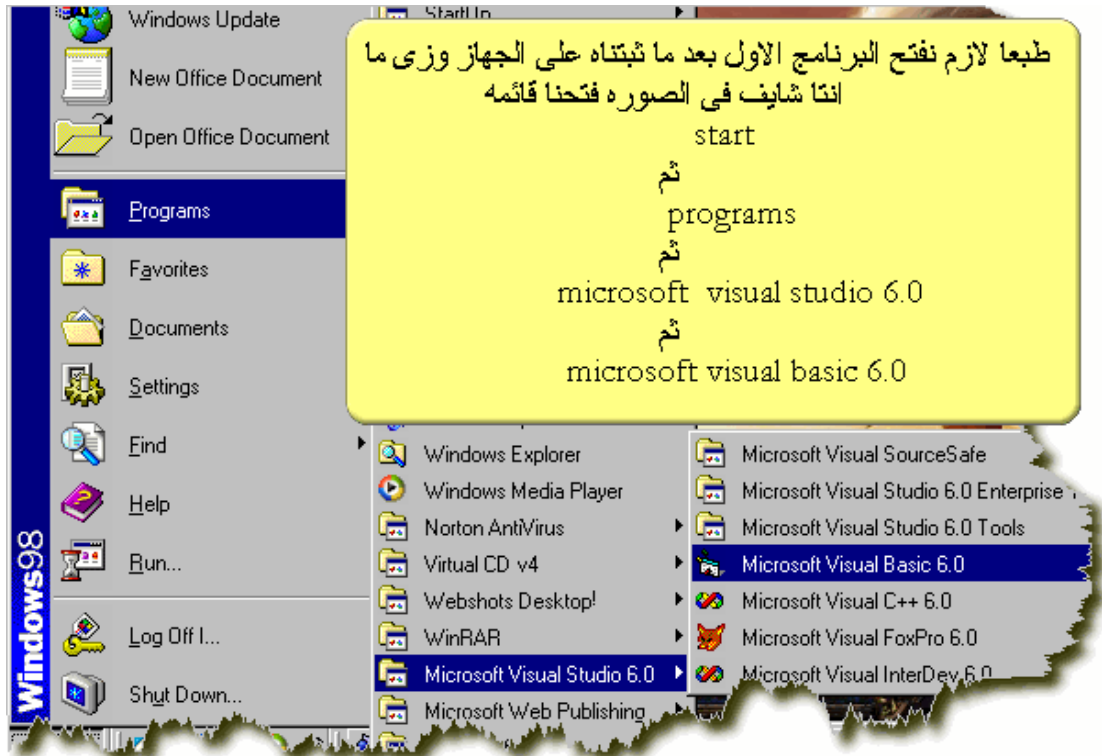 طبعا لازم نفتح البرنامج الاول بعد ما ثبتناه على الجهاز وزى ما
انتا شايف فى الصوره فتحنا قائمه
start
ثم
programs
ثم
microsoft visual studio 6.0
ثم
microsoft visual basic 6.0
Windows98
Windows Update
New Office Document
Open Office Document
Programs
Favorites
Documents
Settings
Find
Help
Run...
Log Off I...
Shut Down...
StartUp
Windows Explorer
Windows Media Player
Norton AntiVirus
Virtual CD v4
Webshots Desktop!
WinRAR
Microsoft Visual Studio 6.0
Microsoft Web Publishing
Microsoft Visual SourceSafe
Microsoft Visual Studio 6.0 Enterprise
Microsoft Visual Studio 6.0 Tools
Microsoft Visual Basic 6.0
Microsoft Visual C++ 6.0
Microsoft Visual FoxPro 6.0
Microsoft Visual InterDev 6.0